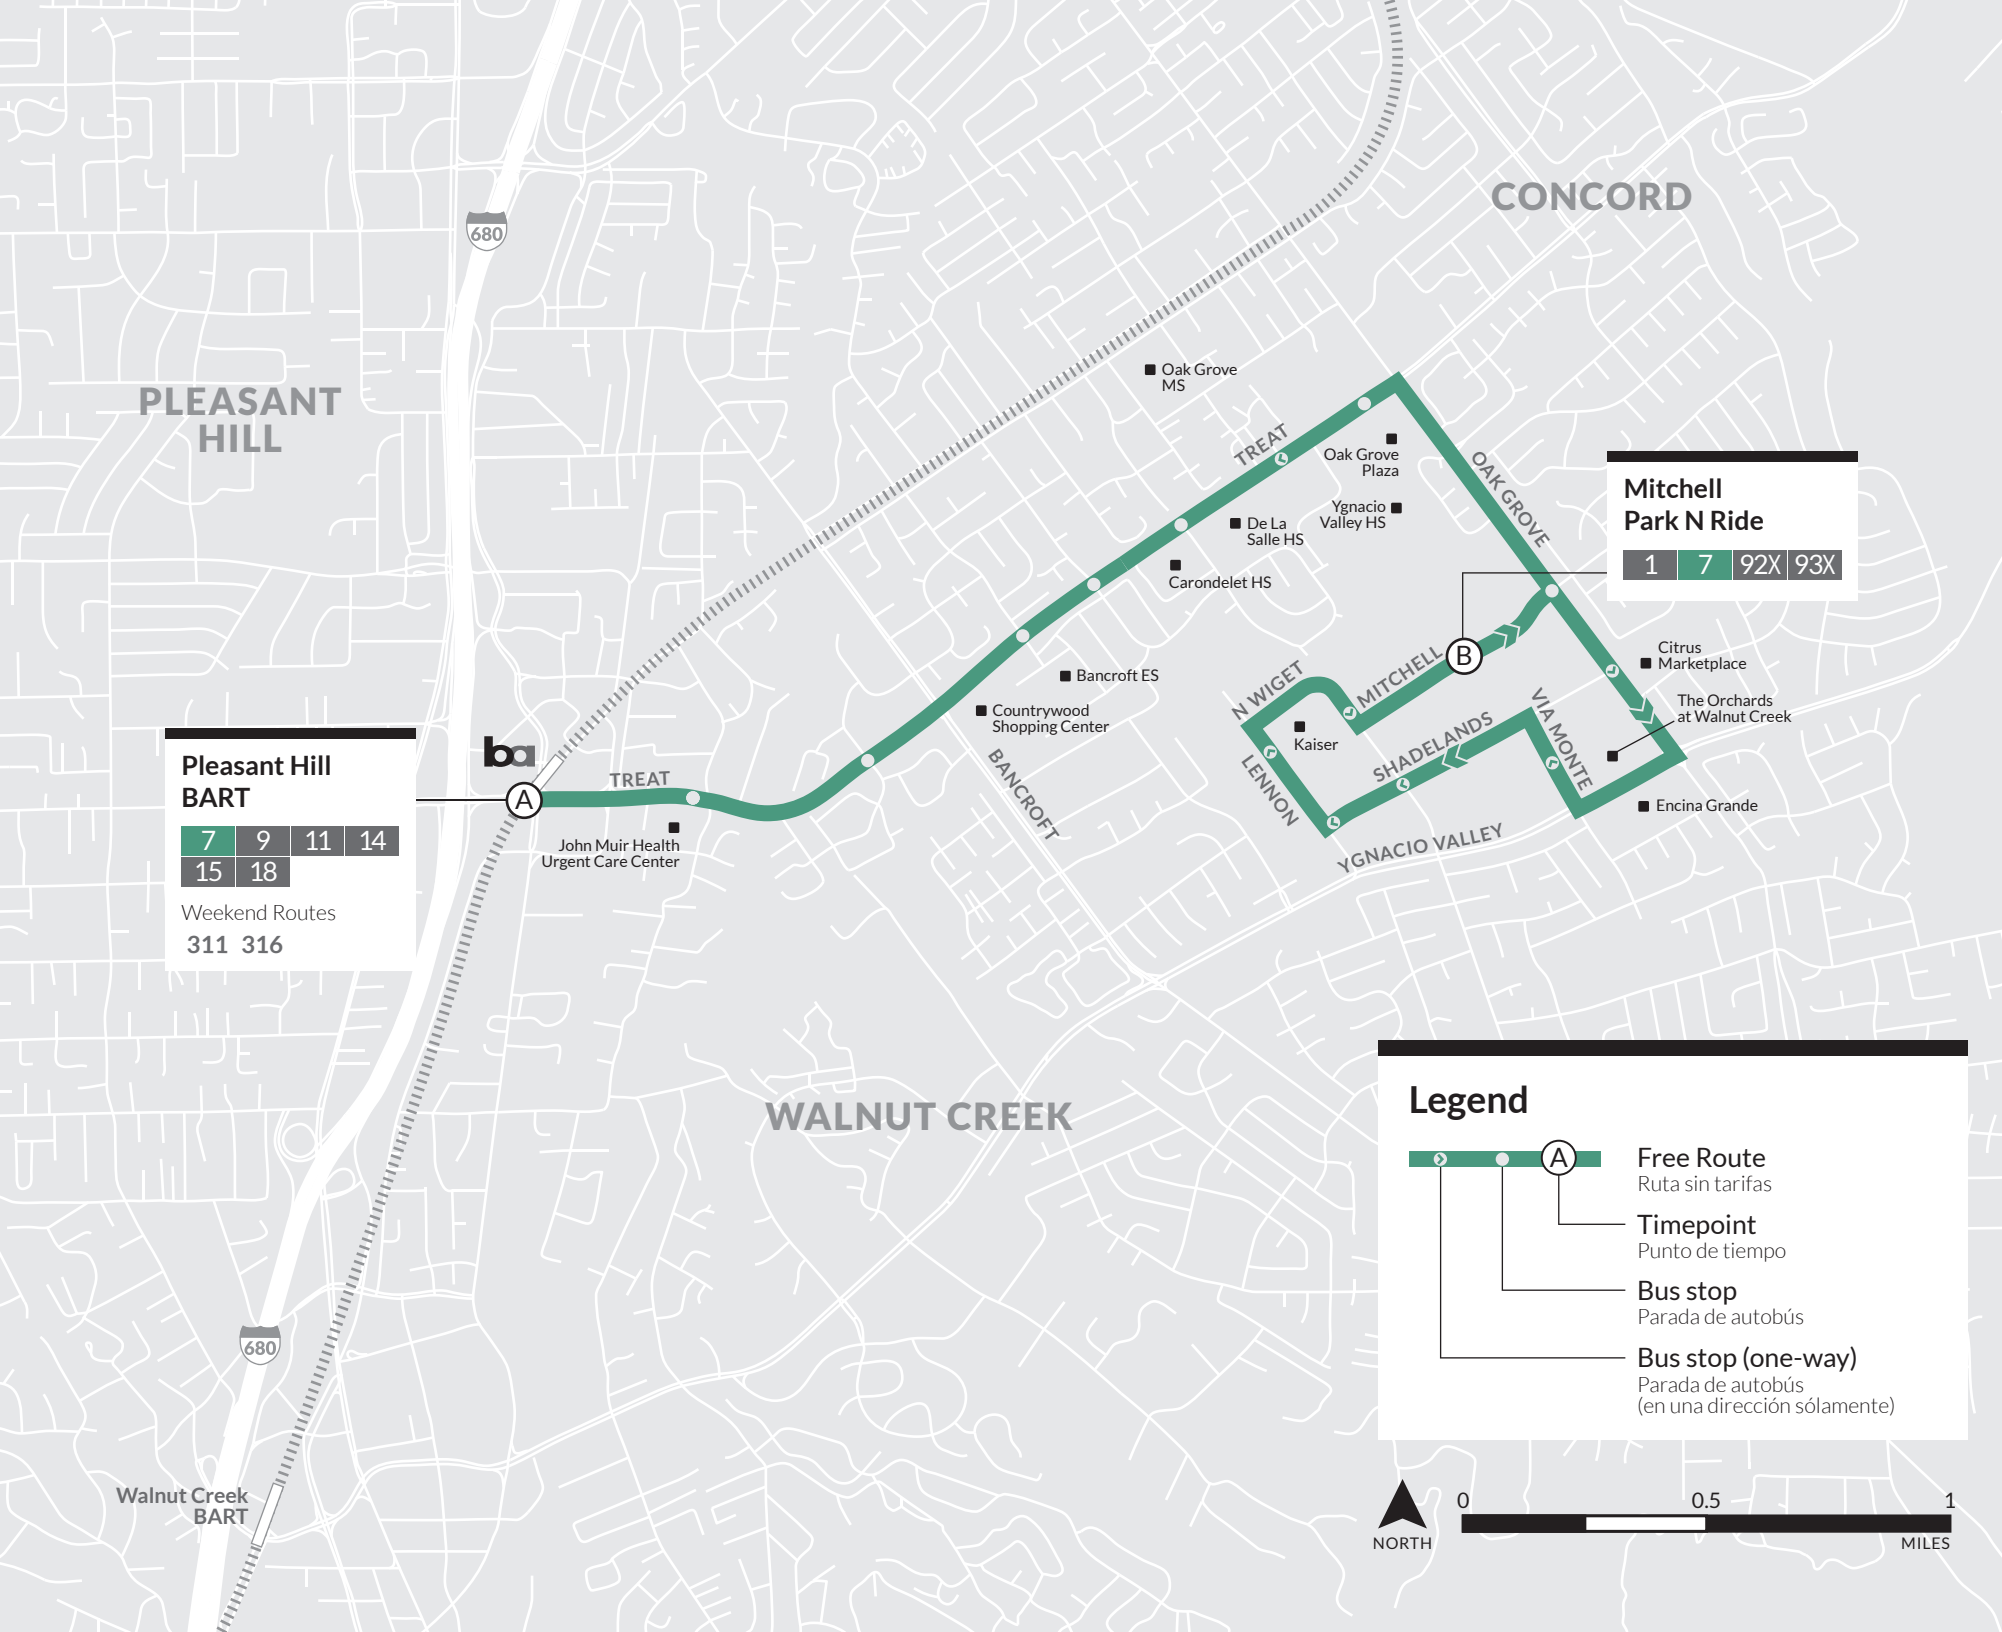 CONCORD
680
PLEASANT
HILL
Oak Grove
MS
TREAT
Oak Grove
Plaza
OAK GROVE
Ygnacio
Valley HS
De La
Salle HS
Carondelet HS
Mitchell
Park N Ride
1 7 92X 93X
B
MITCHELL
N WIGET
Citrus
Marketplace
The Orchards
at Walnut Creek
Bancroft ES
Countrywood
Shopping Center
Kaiser
SHADELANDS
VIA MONTE
LENNON
BANCROFT
YGNACIO VALLEY
Encina Grande
Pleasant Hill
BART
7 9 11 14
15 18
Weekend Routes
311 316
ba
A
TREAT
John Muir Health
Urgent Care Center
WALNUT CREEK
680
Walnut Creek
BART
Legend
A
Free Route
Ruta sin tarifas
Timepoint
Punto de tiempo
Bus stop
Parada de autobús
Bus stop (one-way)
Parada de autobús
(en una dirección sólamente)
NORTH
0 0.5 1
MILES